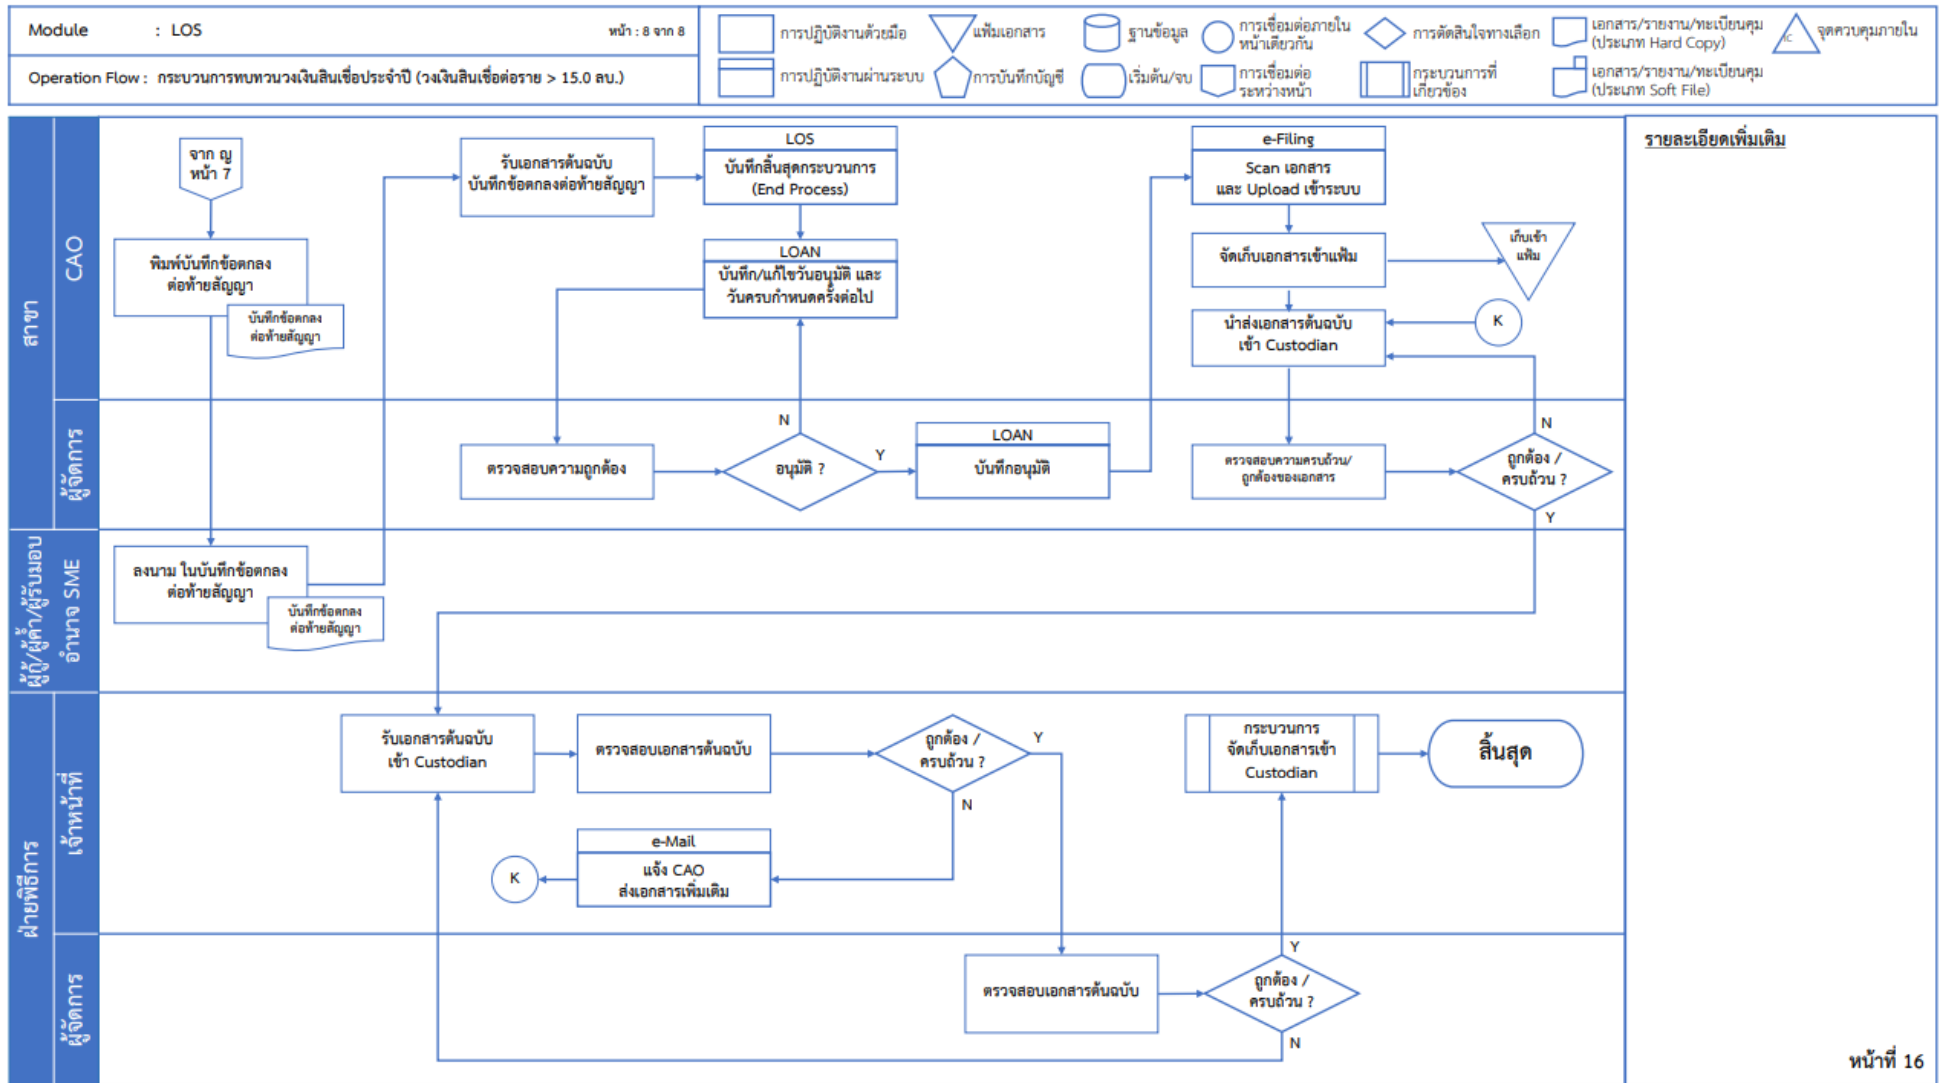 Module : LOS
หน้า : 8 จาก 8
Operation Flow : กระบวนการทบทวนวงเงินสินเชื่อประจำปี (วงเงินสินเชื่อต่อราย > 15.0 ลบ.)
การปฏิบัติงานด้วยมือ
แฟ้มเอกสาร
ฐานข้อมูล
การเชื่อมต่อภายใน
หน้าเดียวกัน
การตัดสินใจทางเลือก
เอกสาร/รายงาน/ทะเบียนคุม
(ประเภท Hard Copy)
IC
จุดควบคุมภายใน
การปฏิบัติงานผ่านระบบ
การบันทึกบัญชี
เริ่มต้น/จบ
การเชื่อมต่อ
ระหว่างหน้า
กระบวนการที่
เกี่ยวข้อง
เอกสาร/รายงาน/ทะเบียนคุม
(ประเภท Soft File)
รายละเอียดเพิ่มเติม
สาขา
CAO
จาก ญ
หน้า 7
พิมพ์บันทึกข้อตกลง
ต่อท้ายสัญญา
บันทึกข้อตกลง
ต่อท้ายสัญญา
รับเอกสารต้นฉบับ
บันทึกข้อตกลงต่อท้ายสัญญา
LOS
บันทึกสิ้นสุดกระบวนการ
(End Process)
LOAN
บันทึก/แก้ไขวันอนุมัติ และ
วันครบกำหนดครั้งต่อไป
e-Filing
Scan เอกสาร
และ Upload เข้าระบบ
จัดเก็บเอกสารเข้าแฟ้ม
เก็บเข้า
แฟ้ม
นำส่งเอกสารต้นฉบับ
เข้า Custodian
K
ผู้จัดการ
ตรวจสอบความถูกต้อง
N
อนุมัติ ?
Y
LOAN
บันทึกอนุมัติ
ตรวจสอบความครบถ้วน/
ถูกต้องของเอกสาร
N
ถูกต้อง /
ครบถ้วน ?
Y
ผู้กู้/ผู้ค้ำ/ผู้รับมอบ
อำนาจ SME
ลงนาม ในบันทึกข้อตกลง
ต่อท้ายสัญญา
บันทึกข้อตกลง
ต่อท้ายสัญญา
ฝ่ายพิธีการ
เจ้าหน้าที่
รับเอกสารต้นฉบับ
เข้า Custodian
ตรวจสอบเอกสารต้นฉบับ
ถูกต้อง /
ครบถ้วน ?
Y
N
กระบวนการ
จัดเก็บเอกสารเข้า
Custodian
สิ้นสุด
e-Mail
แจ้ง CAO
ส่งเอกสารเพิ่มเติม
K
ผู้จัดการ
ตรวจสอบเอกสารต้นฉบับ
Y
ถูกต้อง /
ครบถ้วน ?
N
หน้าที่ 16